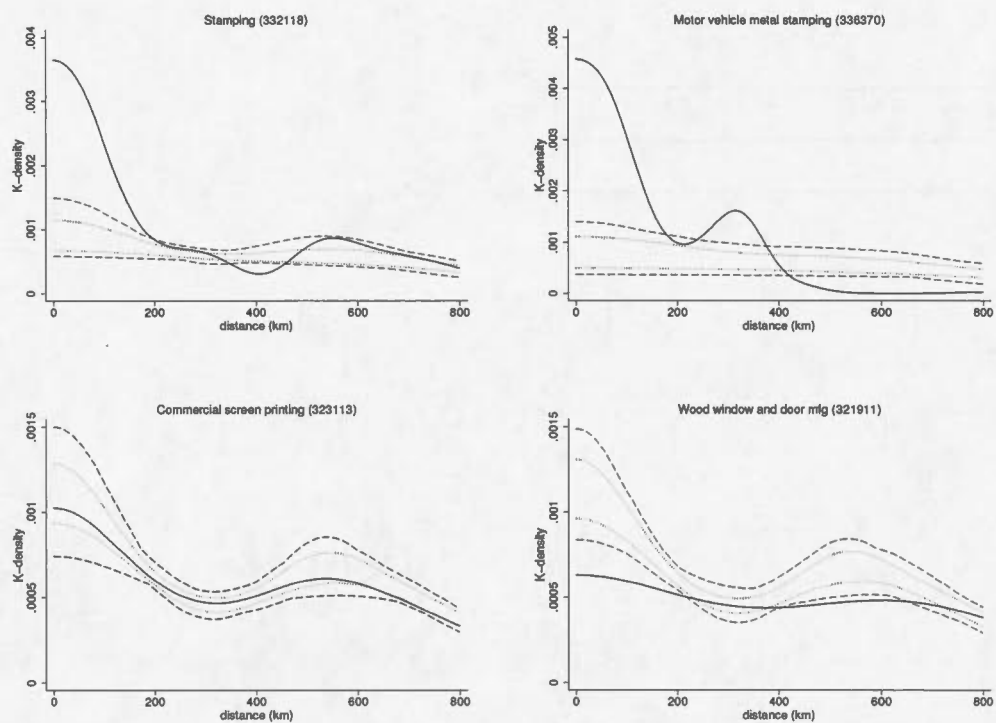 Stamping (332118)
K-density
.004
.003
.002
.001
0
0 200 400 600 800
distance (km)
Motor vehicle metal stamping (336370)
K-density
.005
.004
.003
.002
.001
0
0 200 400 600 800
distance (km)
Commercial screen printing (323113)
K-density
.0015
.001
.0005
0
0 200 400 600 800
distance (km)
Wood window and door mfg (321911)
K-density
.0015
.001
.0005
0
0 200 400 600 800
distance (km)